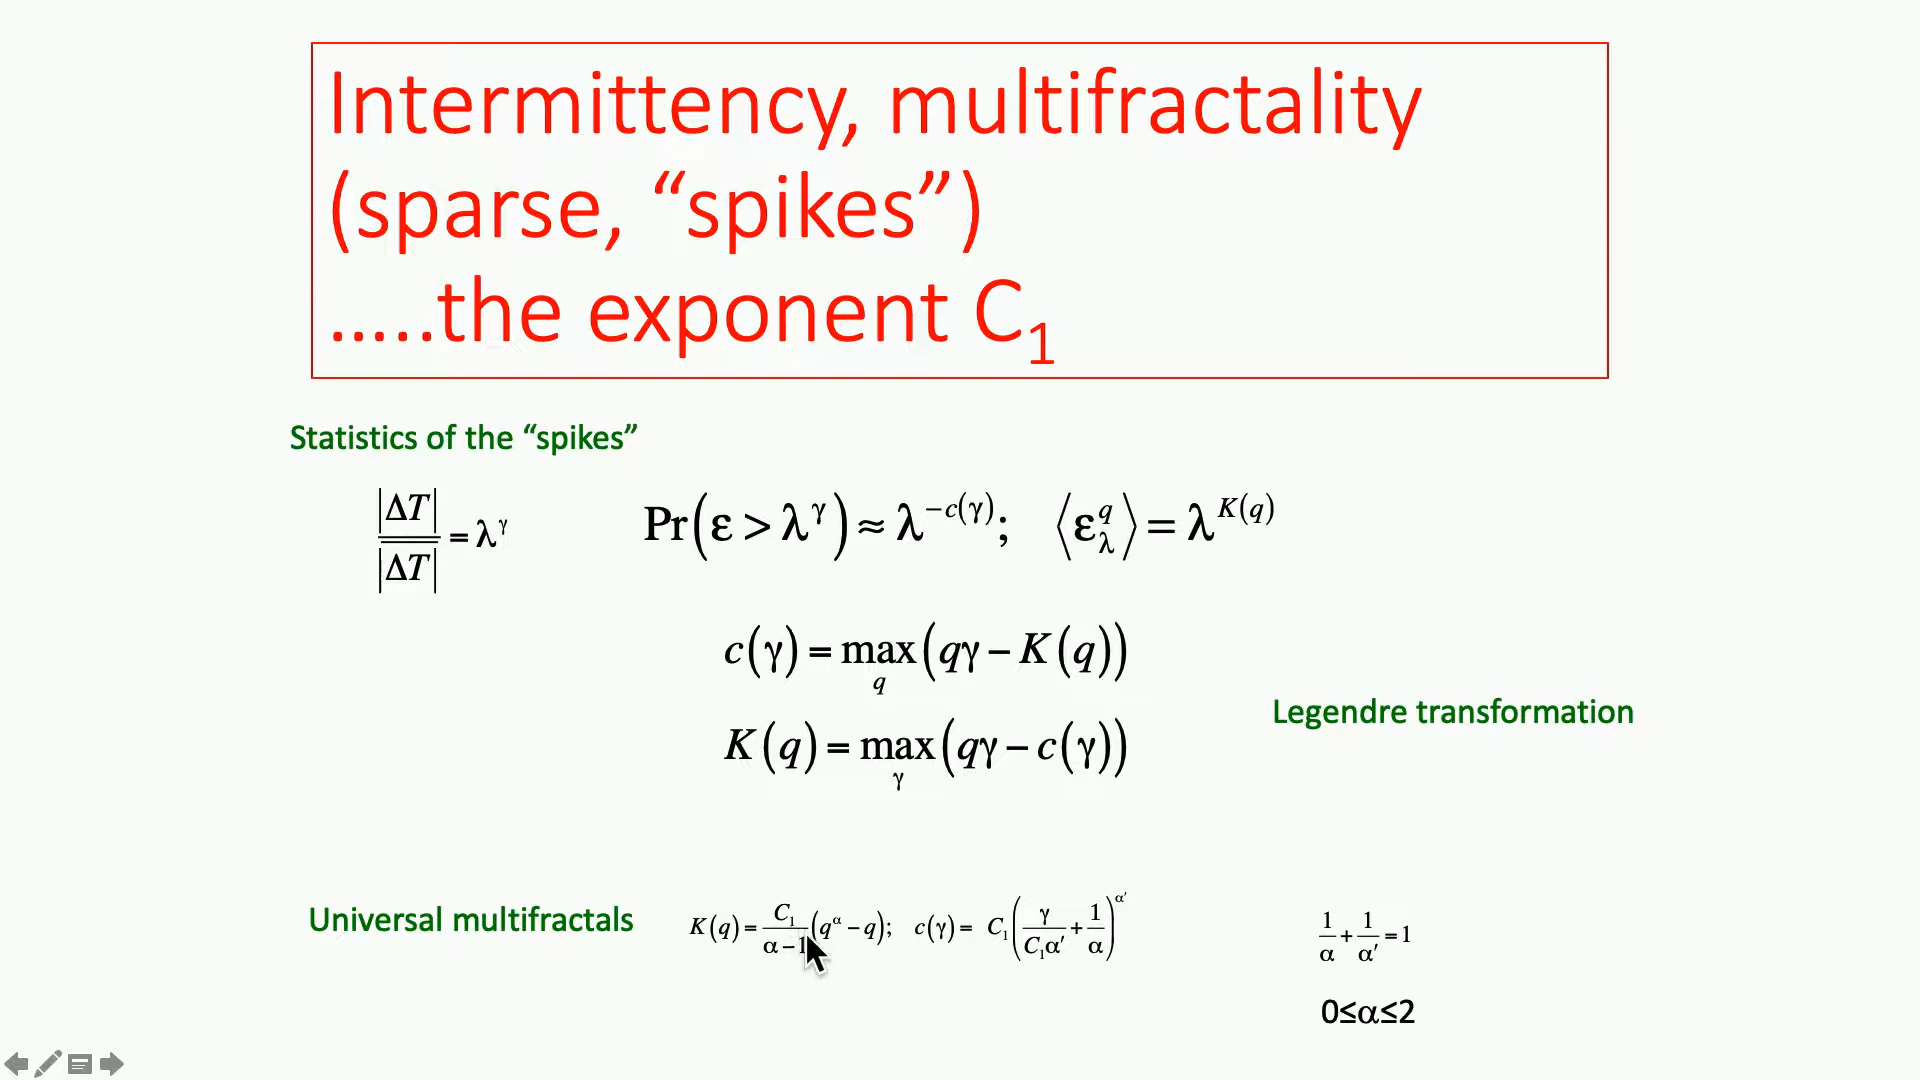 Intermittency, multifractality
(sparse, “spikes”)
.....the exponent C₁
Statistics of the “spikes”
|ΔT| / \overline{|ΔT|} = λ^γ
Pr(ε > λ^γ) ≈ λ^{−c(γ)}; ⟨ε_λ^q⟩ = λ^{K(q)}
c(γ) = max_q (qγ − K(q))
Legendre transformation
K(q) = max_γ (qγ − c(γ))
Universal multifractals
K(q) = C₁/(α−1) (q^α − q); c(γ) = C₁(γ/(C₁α′) + 1/α)^{α′}
1/α + 1/α′ = 1
0≤α≤2